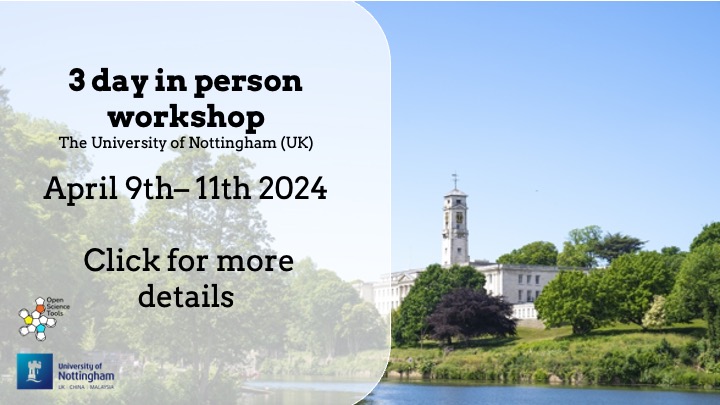 3 day in person
workshop
The University of Nottingham (UK)
April 9th– 11th 2024
Click for more
details
Open
Science
Tools
University of
Nottingham
UK | CHINA | MALAYSIA